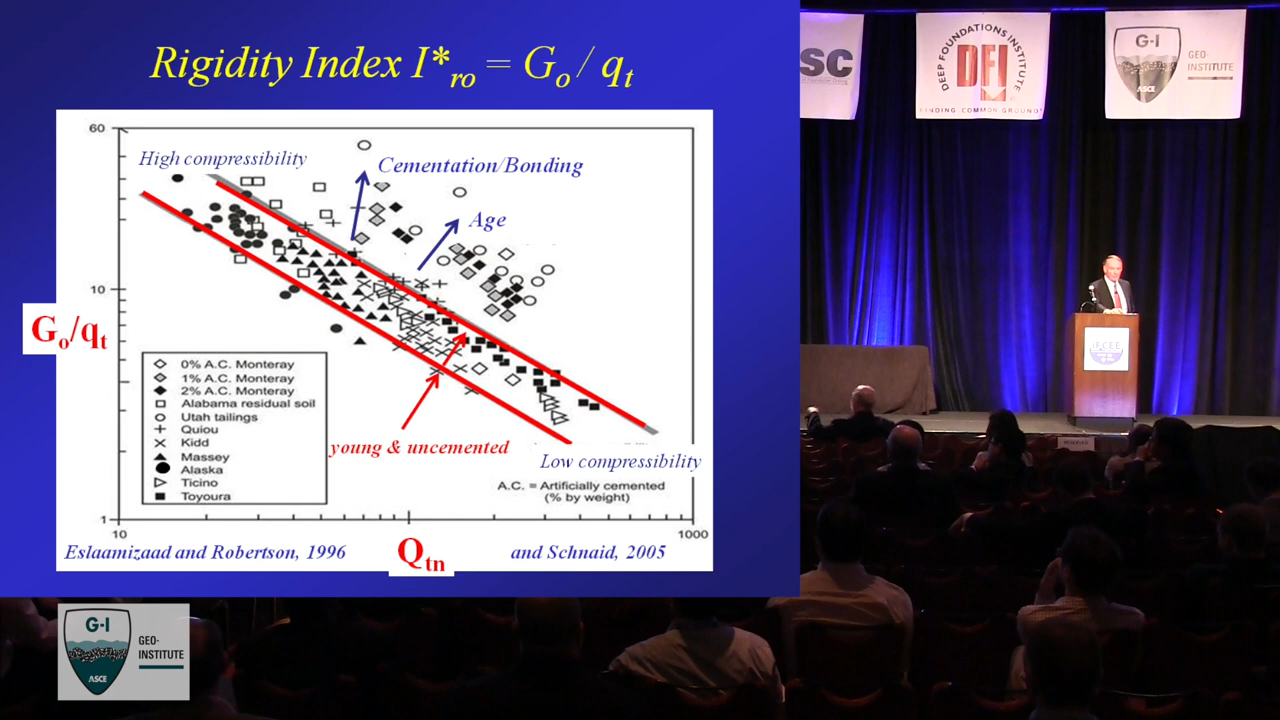 Rigidity Index I*ro = Go / qt
60
High compressibility
Cementation/Bonding
Age
10
Go/qt
0% A.C. Monteray
1% A.C. Monteray
2% A.C. Monteray
Alabama residual soil
Utah tailings
Quiou
Kidd
Massey
Alaska
Ticino
Toyoura
young & uncemented
Low compressibility
A.C. = Artificially cemented
(% by weight)
1
10
1000
Eslaamizaad and Robertson, 1996
Qtn
and Schnaid, 2005
SC
DEEP FOUNDATIONS INSTITUTE
DFI
FINDING COMMON GROUND
G-I
ASCE
GEO-
INSTITUTE
IFCEE
RESERVED
G-I
ASCE
GEO-
INSTITUTE